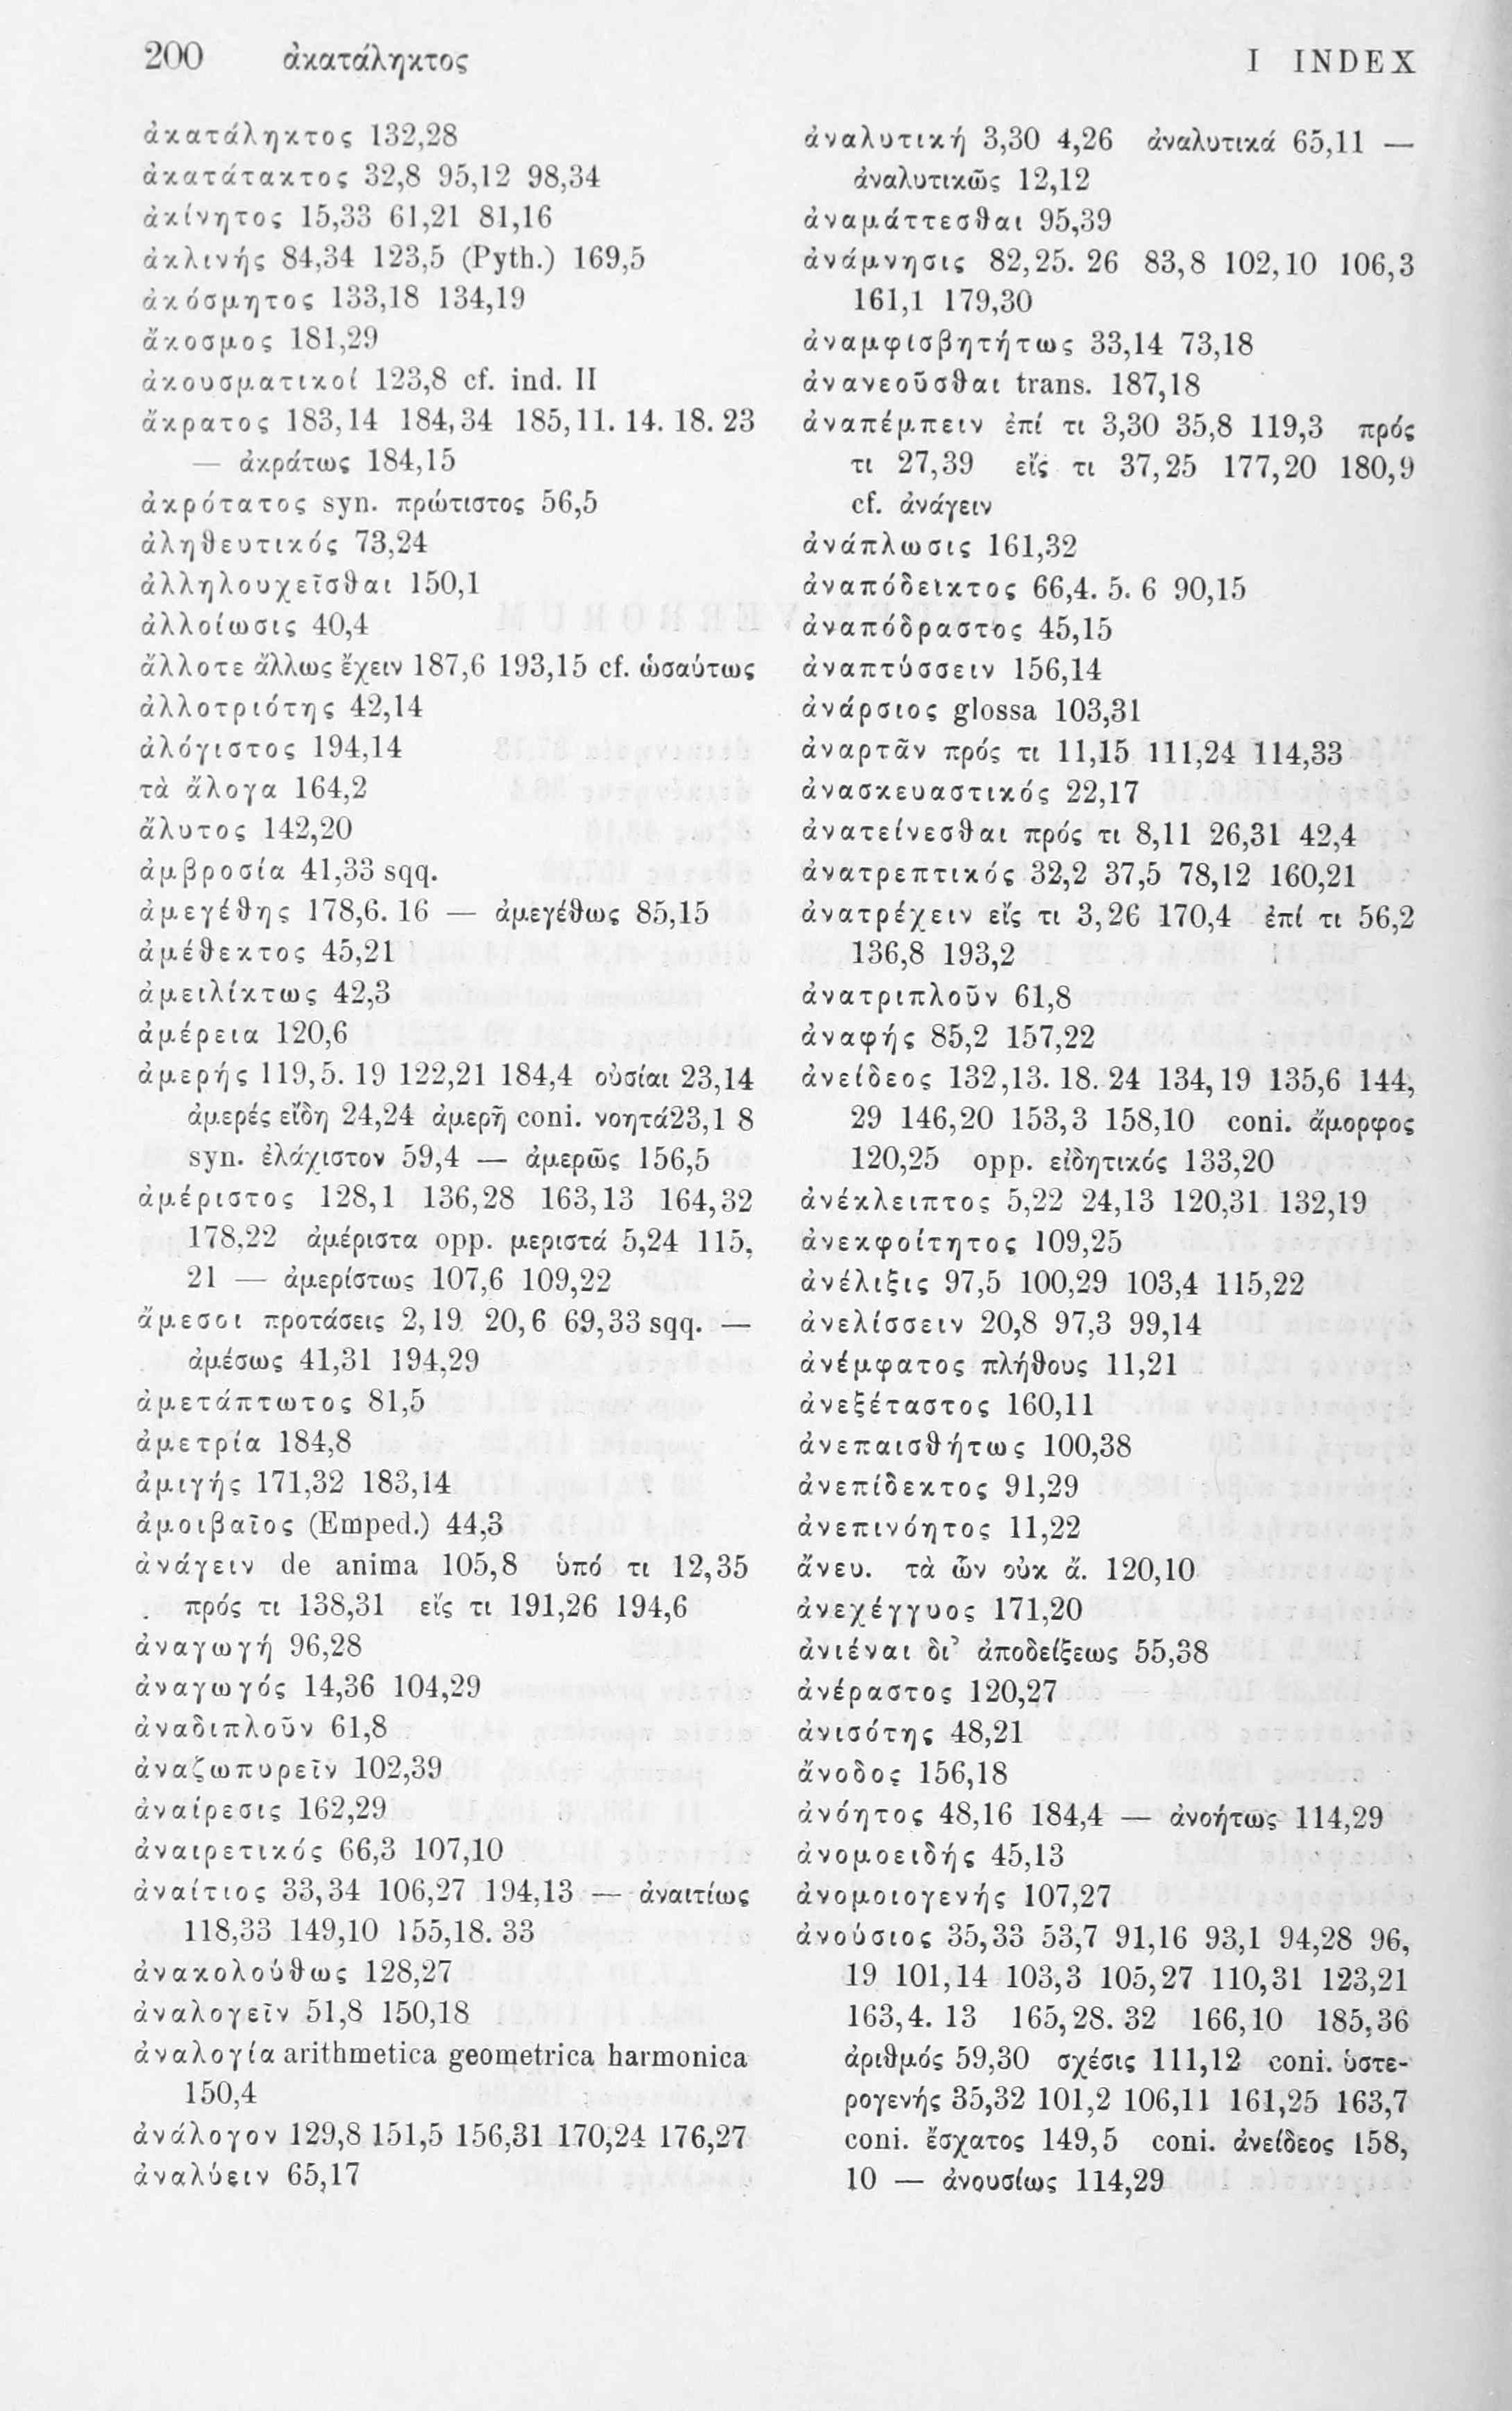 200 ἀκατάληκτος I INDEX
ἀκατάληκτος 132,28
ἀκατάτακτος 32,8 95,12 98,34
ἀκίνητος 15,33 61,21 81,16
ἀκλινής 84,34 123,5 (Pyth.) 169,5
ἀκόσμητος 133,18 134,19
ἄκοσμος 181,29
ἀκουσματικοί 123,8 cf. ind. II
ἄκρατος 183,14 184,34 185,11. 14. 18. 23
— ἀκράτως 184,15
ἀκρότατος syn. πρώτιστος 56,5
ἀληθευτικός 73,24
ἀλληλουχεῖσθαι 150,1
ἀλλοίωσις 40,4
ἄλλοτε ἄλλως ἔχειν 187,6 193,15 cf. ὡσαύτως
ἀλλοτριότης 42,14
ἀλόγιστος 194,14
τὰ ἄλογα 164,2
ἄλυτος 142,20
ἀμβροσία 41,33 sqq.
ἀμεγέθης 178,6. 16 — ἀμεγέθως 85,15
ἀμέθεκτος 45,21
ἀμειλίκτως 42,3
ἀμέρεια 120,6
ἀμερής 119,5. 19 122,21 184,4 οὐσίαι 23,14
ἀμερές εἴδη 24,24 ἀμερῆ coni. νοητά23,1 8
syn. ἐλάχιστον 59,4 — ἀμερῶς 156,5
ἀμέριστος 128,1 136,28 163,13 164,32
178,22 ἀμέριστα opp. μεριστά 5,24 115,
21 — ἀμερίστως 107,6 109,22
ἄμεσοι προτάσεις 2,19 20,6 69,33 sqq. —
ἀμέσως 41,31 194,29
ἀμετάπτωτος 81,5
ἀμετρία 184,8
ἀμιγής 171,32 183,14
ἀμοιβαῖος (Emped.) 44,3
ἀνάγειν de anima 105,8 ὑπό τι 12,35
πρός τι 138,31 εἴς τι 191,26 194,6
ἀναγωγή 96,28
ἀναγωγός 14,36 104,29
ἀναδιπλοῦν 61,8
ἀναζωπυρεῖν 102,39
ἀναίρεσις 162,29
ἀναιρετικός 66,3 107,10
ἀναίτιος 33,34 106,27 194,13 — ἀναιτίως
118,33 149,10 155,18. 33
ἀνακολούθως 128,27
ἀναλογεῖν 51,8 150,18
ἀναλογία arithmetica geometrica harmonica
150,4
ἀνάλογον 129,8 151,5 156,31 170,24 176,27
ἀναλύειν 65,17
ἀναλυτική 3,30 4,26 ἀναλυτικά 65,11 —
ἀναλυτικῶς 12,12
ἀναμάττεσθαι 95,39
ἀνάμνησις 82,25. 26 83,8 102,10 106,3
161,1 179,30
ἀναμφισβητήτως 33,14 73,18
ἀνανεοῦσθαι trans. 187,18
ἀναπέμπειν ἐπί τι 3,30 35,8 119,3 πρός
τι 27,39 εἴς τι 37,25 177,20 180,9
cf. ἀνάγειν
ἀνάπλωσις 161,32
ἀναπόδεικτος 66,4. 5. 6 90,15
ἀναπόδραστος 45,15
ἀναπτύσσειν 156,14
ἀνάρσιος glossa 103,31
ἀναρτᾶν πρός τι 11,15 111,24 114,33
ἀνασκευαστικός 22,17
ἀνατείνεσθαι πρός τι 8,11 26,31 42,4
ἀνατρεπτικός 32,2 37,5 78,12 160,21
ἀνατρέχειν εἴς τι 3,26 170,4 ἐπί τι 56,2
136,8 193,2
ἀνατριπλοῦν 61,8
ἀναφής 85,2 157,22
ἀνείδεος 132,13. 18. 24 134,19 135,6 144,
29 146,20 153,3 158,10 coni. ἄμορφος
120,25 opp. εἰδητικός 133,20
ἀνέκλειπτος 5,22 24,13 120,31 132,19
ἀνεκφοίτητος 109,25
ἀνέλιξις 97,5 100,29 103,4 115,22
ἀνελίσσειν 20,8 97,3 99,14
ἀνέμφατος πλήθους 11,21
ἀνεξέταστος 160,11
ἀνεπαισθήτως 100,38
ἀνεπίδεκτος 91,29
ἀνεπινόητος 11,22
ἄνευ. τὰ ὧν οὐκ ἄ. 120,10
ἀνεχέγγυος 171,20
ἀνιέναι δι’ ἀποδείξεως 55,38
ἀνέραστος 120,27
ἀνισότης 48,21
ἄνοδος 156,18
ἀνόητος 48,16 184,4 — ἀνοήτως 114,29
ἀνομοειδής 45,13
ἀνομοιογενής 107,27
ἀνούσιος 35,33 53,7 91,16 93,1 94,28 96,
19 101,14 103,3 105,27 110,31 123,21
163,4. 13 165,28. 32 166,10 185,36
ἀριθμός 59,30 σχέσις 111,12 coni. ὑστε-
ρογενής 35,32 101,2 106,11 161,25 163,7
coni. ἔσχατος 149,5 coni. ἀνείδεος 158,
10 — ἀνουσίως 114,29